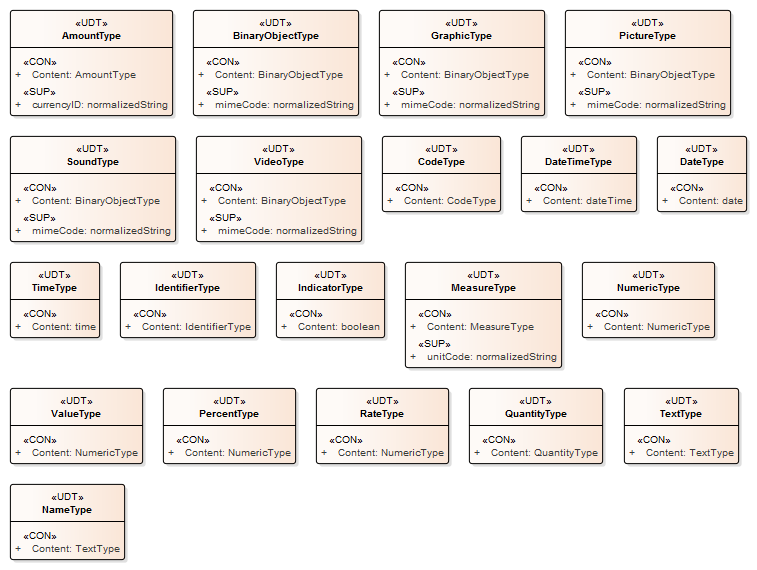 «UDT»
AmountType
«CON»
+ Content: AmountType
«SUP»
+ currencyID: normalizedString
«UDT»
BinaryObjectType
«CON»
+ Content: BinaryObjectType
«SUP»
+ mimeCode: normalizedString
«UDT»
GraphicType
«CON»
+ Content: BinaryObjectType
«SUP»
+ mimeCode: normalizedString
«UDT»
PictureType
«CON»
+ Content: BinaryObjectType
«SUP»
+ mimeCode: normalizedString
«UDT»
SoundType
«CON»
+ Content: BinaryObjectType
«SUP»
+ mimeCode: normalizedString
«UDT»
VideoType
«CON»
+ Content: BinaryObjectType
«SUP»
+ mimeCode: normalizedString
«UDT»
CodeType
«CON»
+ Content: CodeType
«UDT»
DateTimeType
«CON»
+ Content: dateTime
«UDT»
DateType
«CON»
+ Content: date
«UDT»
TimeType
«CON»
+ Content: time
«UDT»
IdentifierType
«CON»
+ Content: IdentifierType
«UDT»
IndicatorType
«CON»
+ Content: boolean
«UDT»
MeasureType
«CON»
+ Content: MeasureType
«SUP»
+ unitCode: normalizedString
«UDT»
NumericType
«CON»
+ Content: NumericType
«UDT»
ValueType
«CON»
+ Content: NumericType
«UDT»
PercentType
«CON»
+ Content: NumericType
«UDT»
RateType
«CON»
+ Content: NumericType
«UDT»
QuantityType
«CON»
+ Content: QuantityType
«UDT»
TextType
«CON»
+ Content: TextType
«UDT»
NameType
«CON»
+ Content: TextType